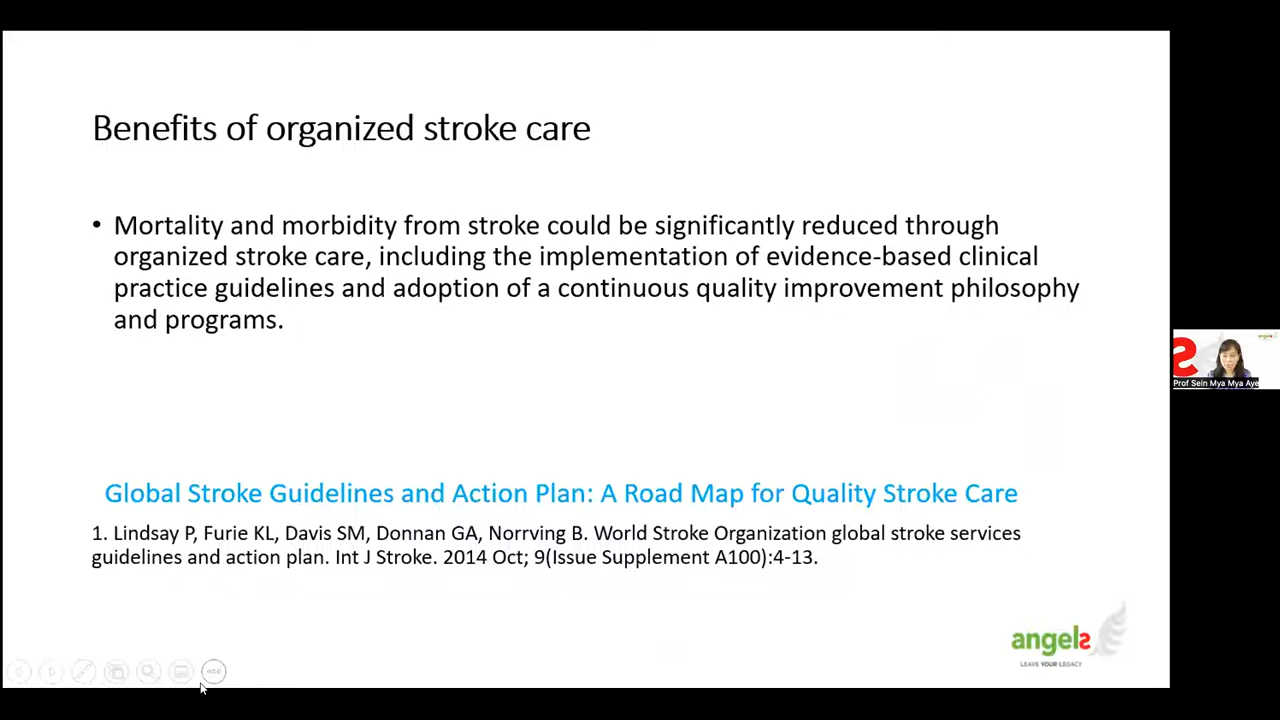 Benefits of organized stroke care
• Mortality and morbidity from stroke could be significantly reduced through
organized stroke care, including the implementation of evidence-based clinical
practice guidelines and adoption of a continuous quality improvement philosophy
and programs.
Global Stroke Guidelines and Action Plan: A Road Map for Quality Stroke Care
1. Lindsay P, Furie KL, Davis SM, Donnan GA, Norrving B. World Stroke Organization global stroke services
guidelines and action plan. Int J Stroke. 2014 Oct; 9(Issue Supplement A100):4-13.
angels
LEAVE YOUR LEGACY
angels
Prof Sein Mya Mya Aye